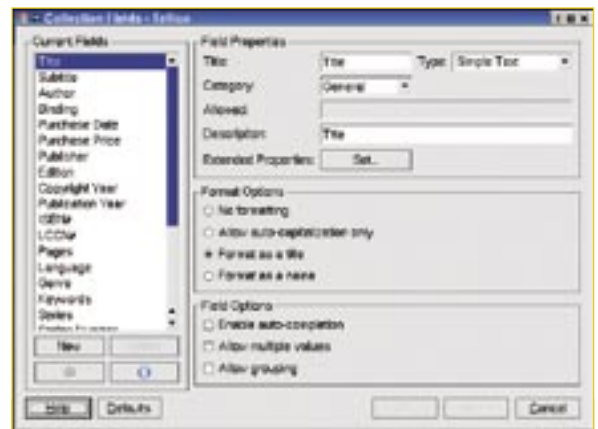 Collection Fields - Tellico
Current Fields
Title
Subtitle
Author
Binding
Purchase Date
Purchase Price
Publisher
Edition
Copyright Year
Publication Year
ISBN#
LCCN#
Pages
Language
Genre
Keywords
Series
New
Field Properties
Title: Title Type: Simple Text
Category: General
Allowed:
Description: Title
Extended Properties: Set...
Format Options
No formatting
Allow auto-capitalization only
Format as a title
Format as a name
Field Options
Enable auto-completion
Allow multiple values
Allow grouping
Help Defaults Cancel